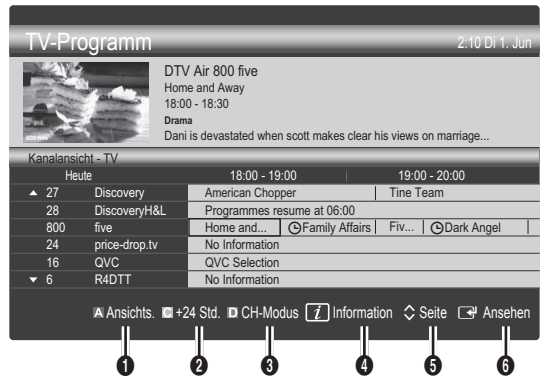 TV-Programm 2:10 Di 1. Jun
DTV Air 800 five
Home and Away
18:00 - 18:30
Drama
Dani is devastated when scott makes clear his views on marriage...
800 five
Kanalansicht - TV
Heute 18:00 - 19:00 19:00 - 20:00
▲ 27 Discovery American Chopper Tine Team
28 DiscoveryH&L Programmes resume at 06:00
800 five Home and... Family Affairs Fiv... Dark Angel
24 price-drop.tv No Information
16 QVC QVC Selection
▼ 6 R4DTT No Information
A Ansichts. C +24 Std. D CH-Modus i Information Seite Ansehen
1 2 3 4 5 6